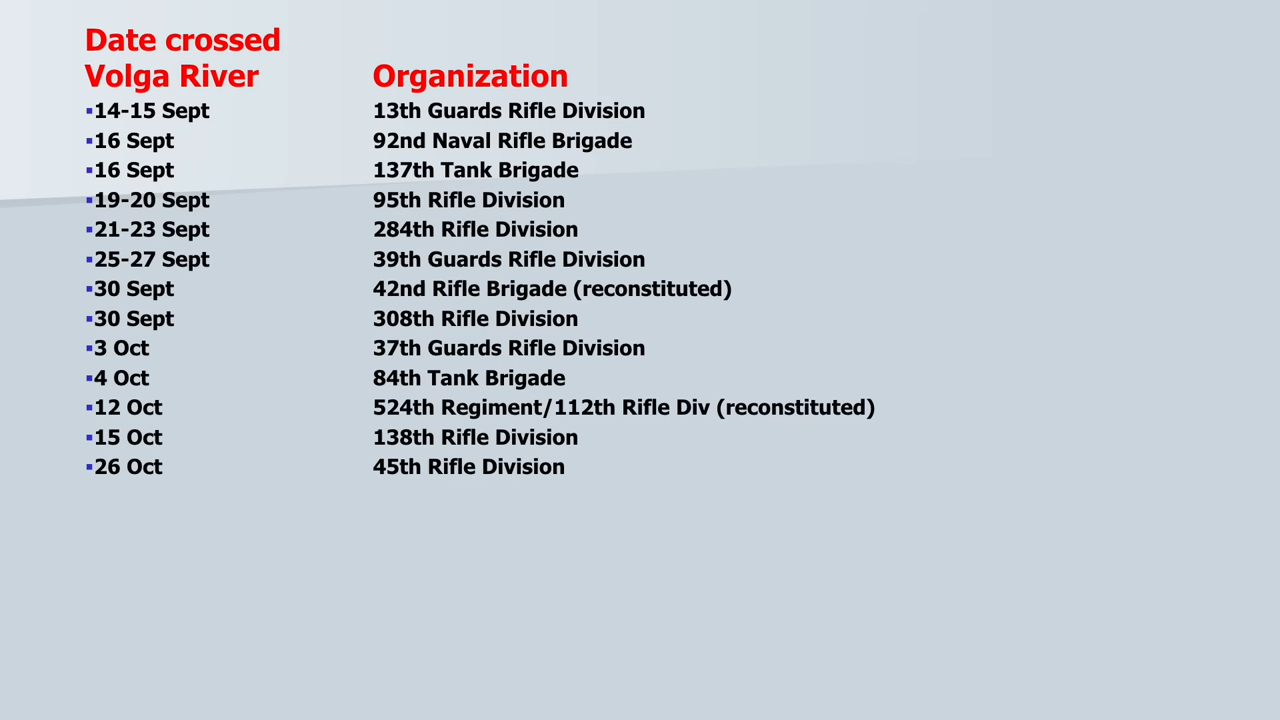 Date crossed
Volga River Organization
▪14-15 Sept 13th Guards Rifle Division
▪16 Sept 92nd Naval Rifle Brigade
▪16 Sept 137th Tank Brigade
▪19-20 Sept 95th Rifle Division
▪21-23 Sept 284th Rifle Division
▪25-27 Sept 39th Guards Rifle Division
▪30 Sept 42nd Rifle Brigade (reconstituted)
▪30 Sept 308th Rifle Division
▪3 Oct 37th Guards Rifle Division
▪4 Oct 84th Tank Brigade
▪12 Oct 524th Regiment/112th Rifle Div (reconstituted)
▪15 Oct 138th Rifle Division
▪26 Oct 45th Rifle Division